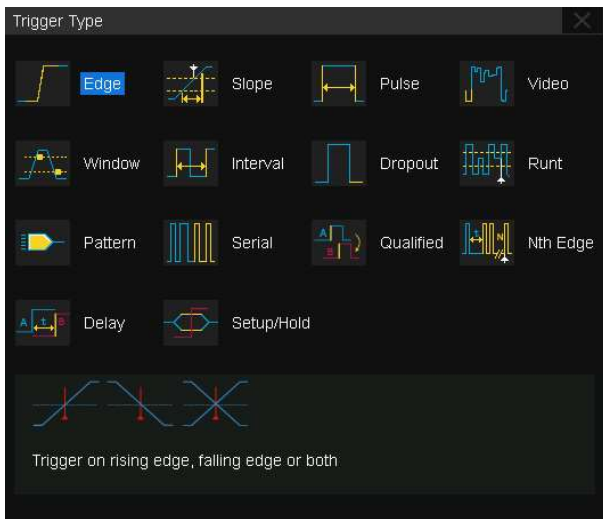 Trigger Type
Edge Slope Pulse Video
Window Interval Dropout Runt
Pattern Serial A B Qualified N Nth Edge
A t B Delay Setup/Hold
Trigger on rising edge, falling edge or both